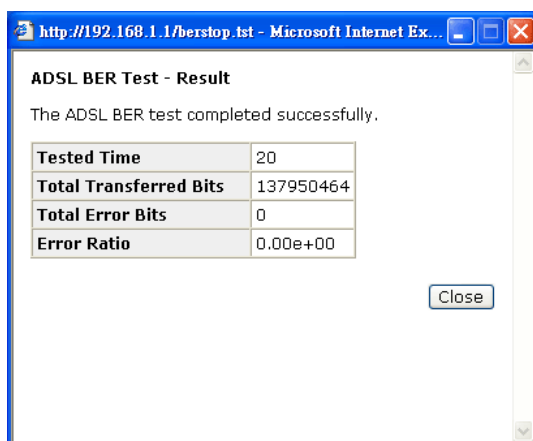 http://192.168.1.1/berstop.tst - Microsoft Internet Ex...
ADSL BER Test - Result
The ADSL BER test completed successfully.
Tested Time 20
Total Transferred Bits 137950464
Total Error Bits 0
Error Ratio 0.00e+00
Close